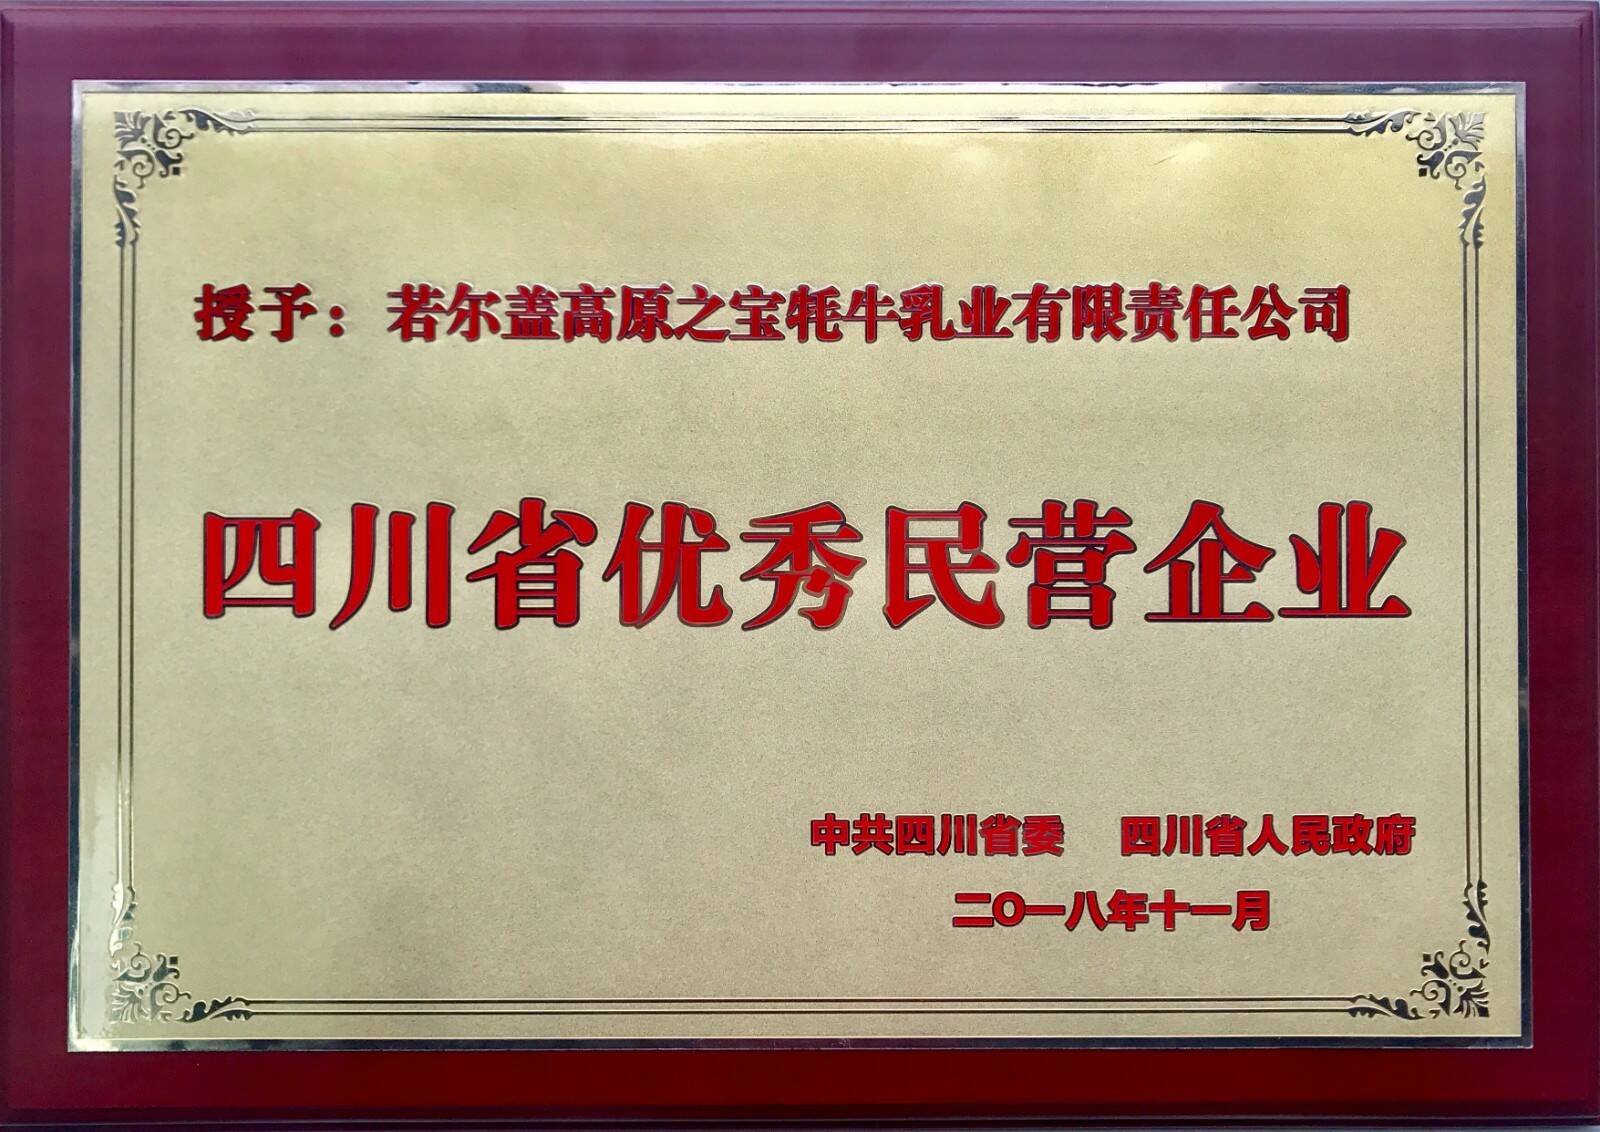 授予：若尔盖高原之宝牦牛乳业有限责任公司
四川省优秀民营企业
中共四川省委 四川省人民政府
二〇一八年十一月